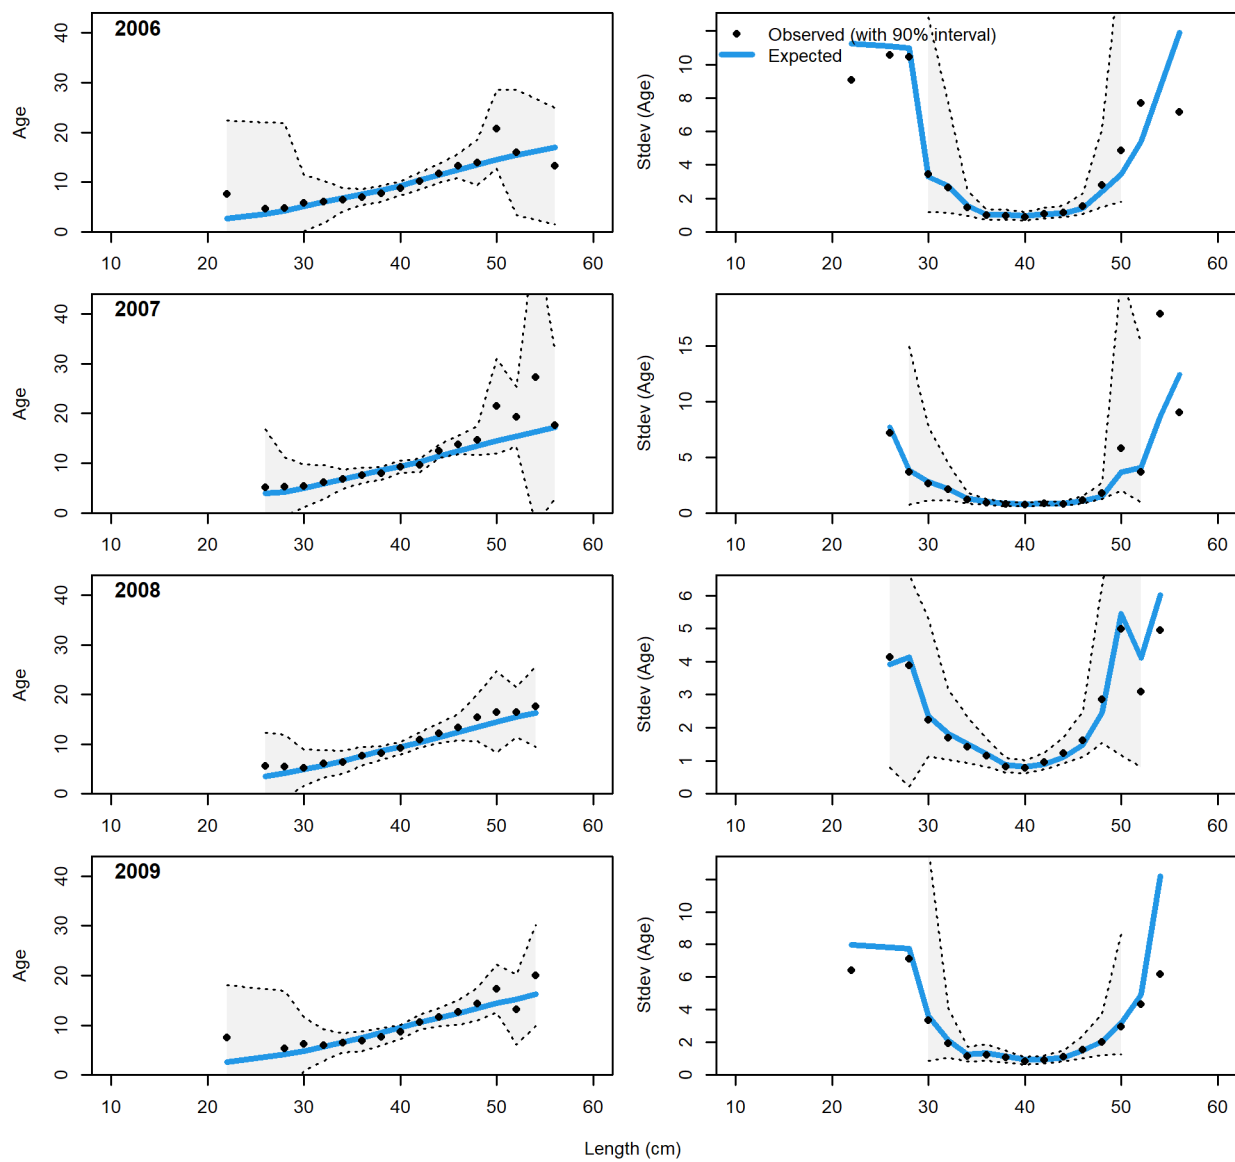 2006
Age
0 10 20 30 40
10 20 30 40 50 60
Observed (with 90% interval)
Expected
Stdev (Age)
0 2 4 6 8 10
10 20 30 40 50 60
2007
Age
0 10 20 30 40
10 20 30 40 50 60
Stdev (Age)
0 5 10 15
10 20 30 40 50 60
2008
Age
0 10 20 30 40
10 20 30 40 50 60
Stdev (Age)
0 1 2 3 4 5 6
10 20 30 40 50 60
2009
Age
0 10 20 30 40
10 20 30 40 50 60
Stdev (Age)
0 2 4 6 8 10
10 20 30 40 50 60
Length (cm)